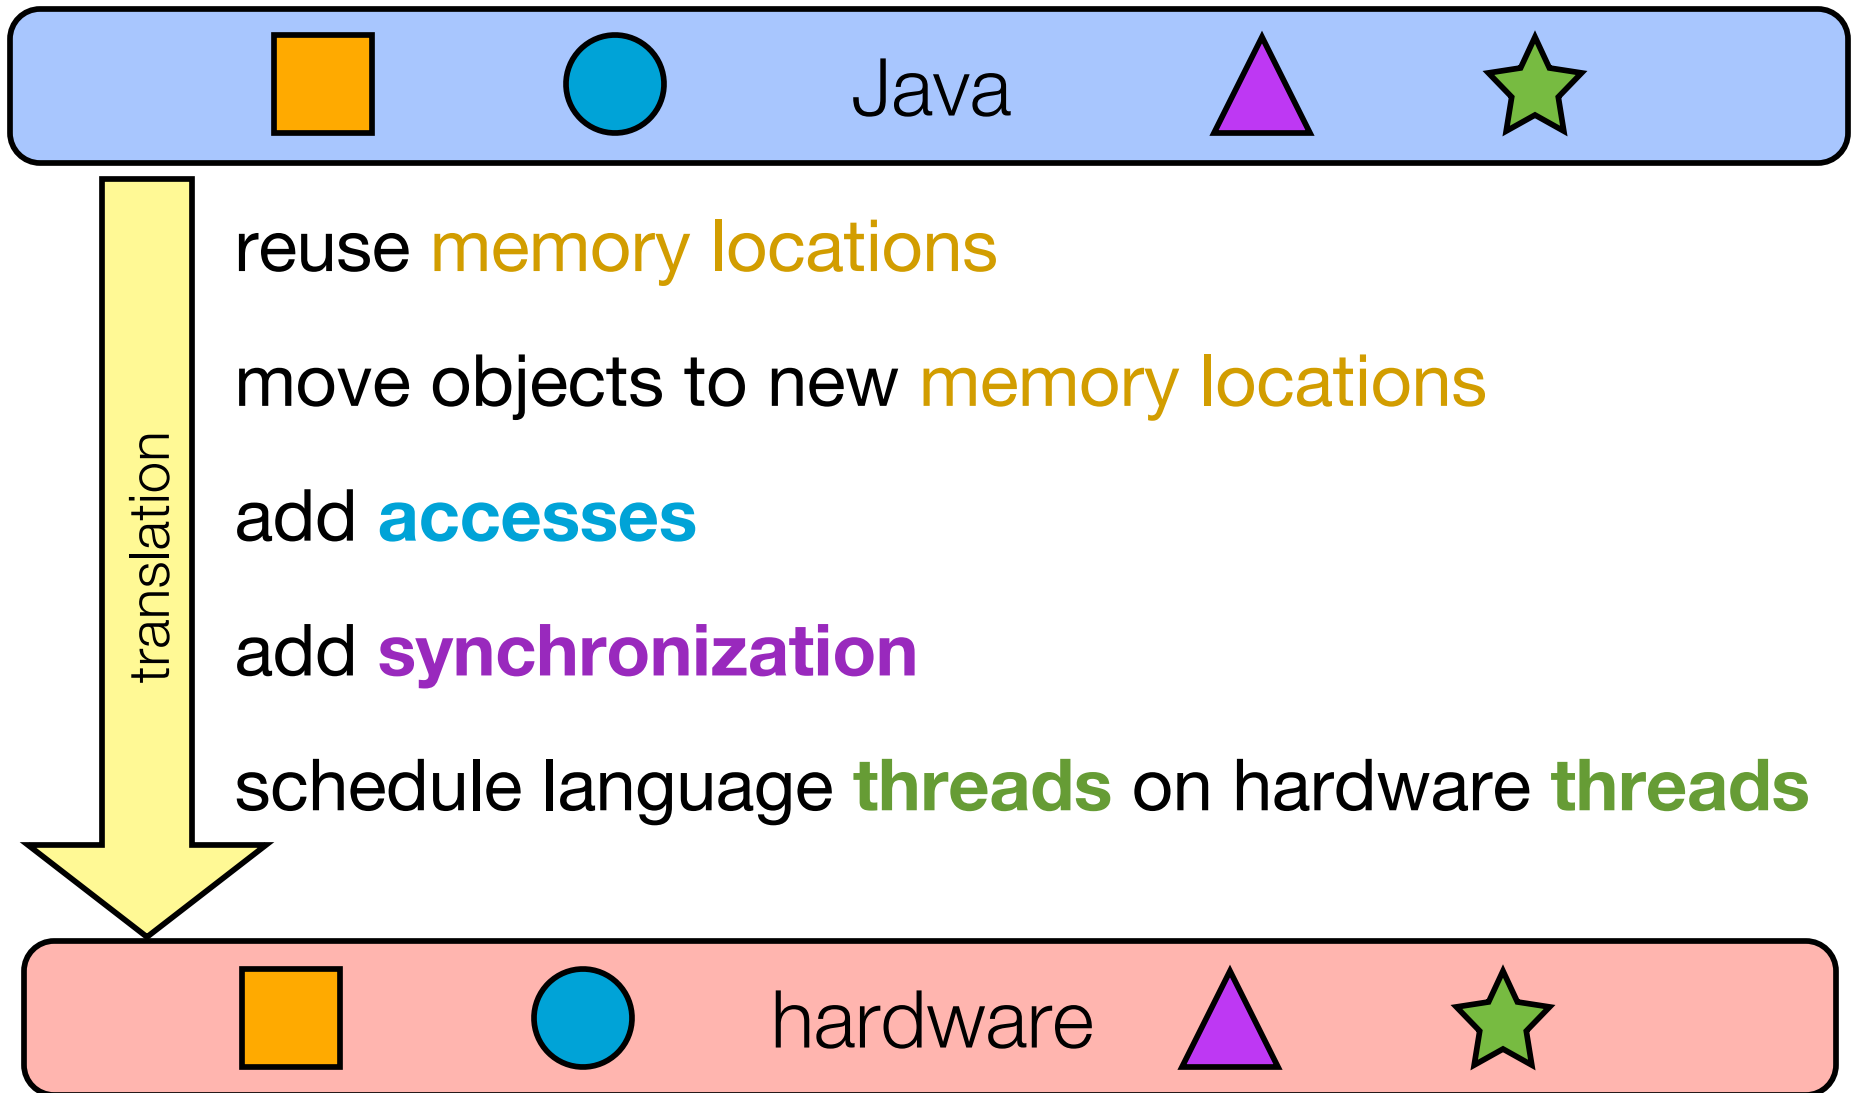 Java
reuse memory locations
move objects to new memory locations
add accesses
translation
add synchronization
schedule language threads on hardware threads
hardware